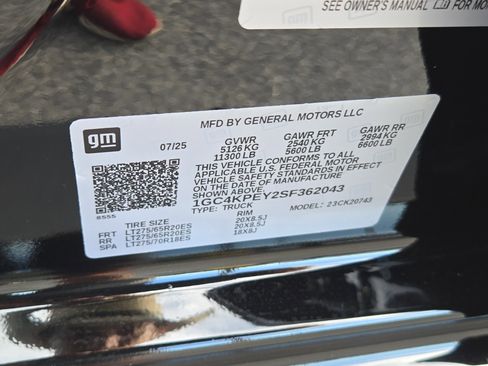 SEE OWNER'S MANUAL FOR MO
MFD BY GENERAL MOTORS LLC
gm
07/25 GVWR GAWR FRT GAWR RR
5126 KG 2540 KG 2994 KG
11300 LB 5600 LB 6600 LB
THIS VEHICLE CONFORMS TO ALL
APPLICABLE U.S. FEDERAL MOTOR
VEHICLE SAFETY STANDARDS IN EFFECT
ON THE DATE OF MANUFACTURE
SHOWN ABOVE.
1GC4KPEY2SF362043
TYPE: TRUCK MODEL: 23CK20743
8555
TIRE SIZE RIM
FRT LT275/65R20ES 20X8.5J
RR LT275/65R20ES 20X8.5J
SPA LT275/70R18ES 18X8J